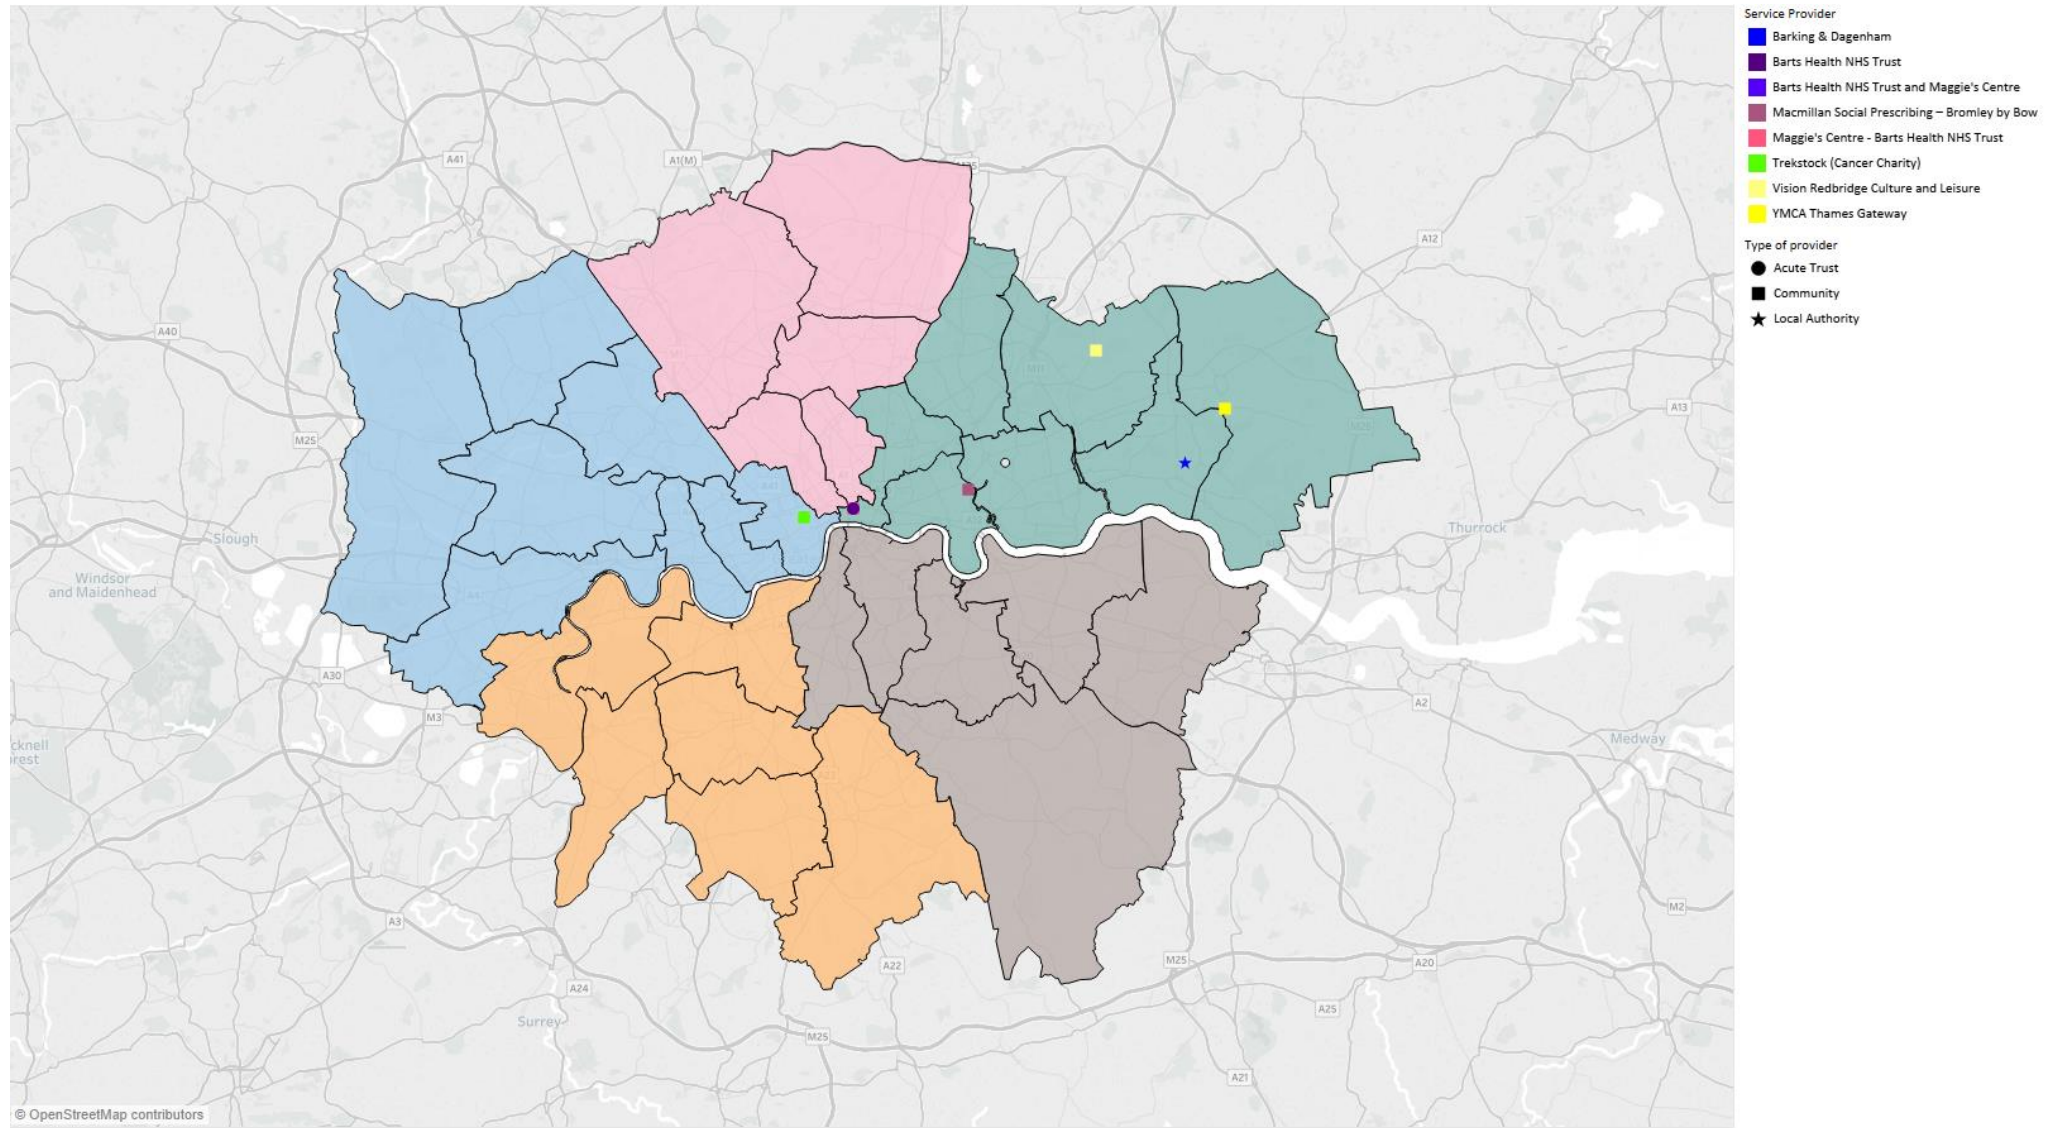 Service Provider
Barking & Dagenham
Barts Health NHS Trust
Barts Health NHS Trust and Maggie's Centre
Macmillan Social Prescribing – Bromley by Bow
Maggie's Centre - Barts Health NHS Trust
Trekstock (Cancer Charity)
Vision Redbridge Culture and Leisure
YMCA Thames Gateway
Type of provider
Acute Trust
Community
Local Authority
A41
A1(M)
A12
A40
A13
M25
Slough
Thurrock
Windsor
and Maidenhead
A30
M3
A2
Medway
A3
M2
A22
M25
A20
A24
A25
Surrey
M25
A21
© OpenStreetMap contributors